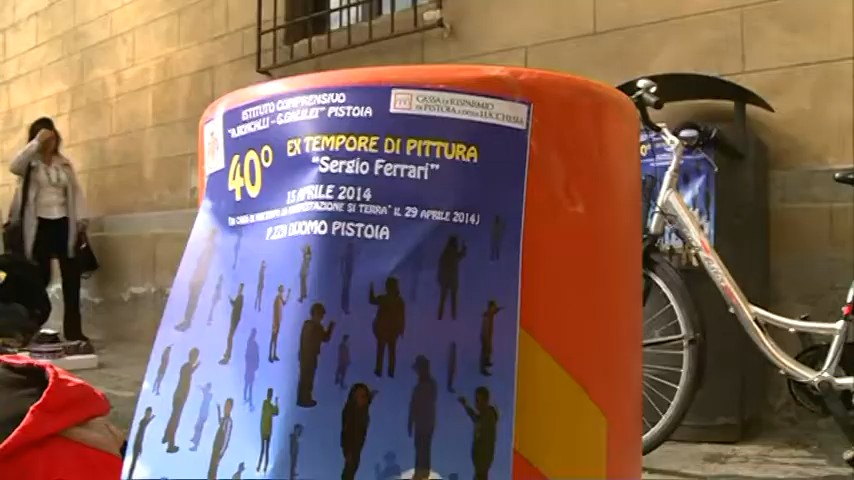 ISTITUTO COMPRENSIVO
"A.RONCALLI - G.GALILEI" PISTOIA
CASSA DI RISPARMIO
DI PISTOIA E DELLA LUCCHESIA
40° EX TEMPORE DI PITTURA
"Sergio Ferrari"
15 APRILE 2014
(IN CASO DI MALTEMPO LA MANIFESTAZIONE SI TERRA' IL 29 APRILE 2014)
P.ZZA DUOMO PISTOIA